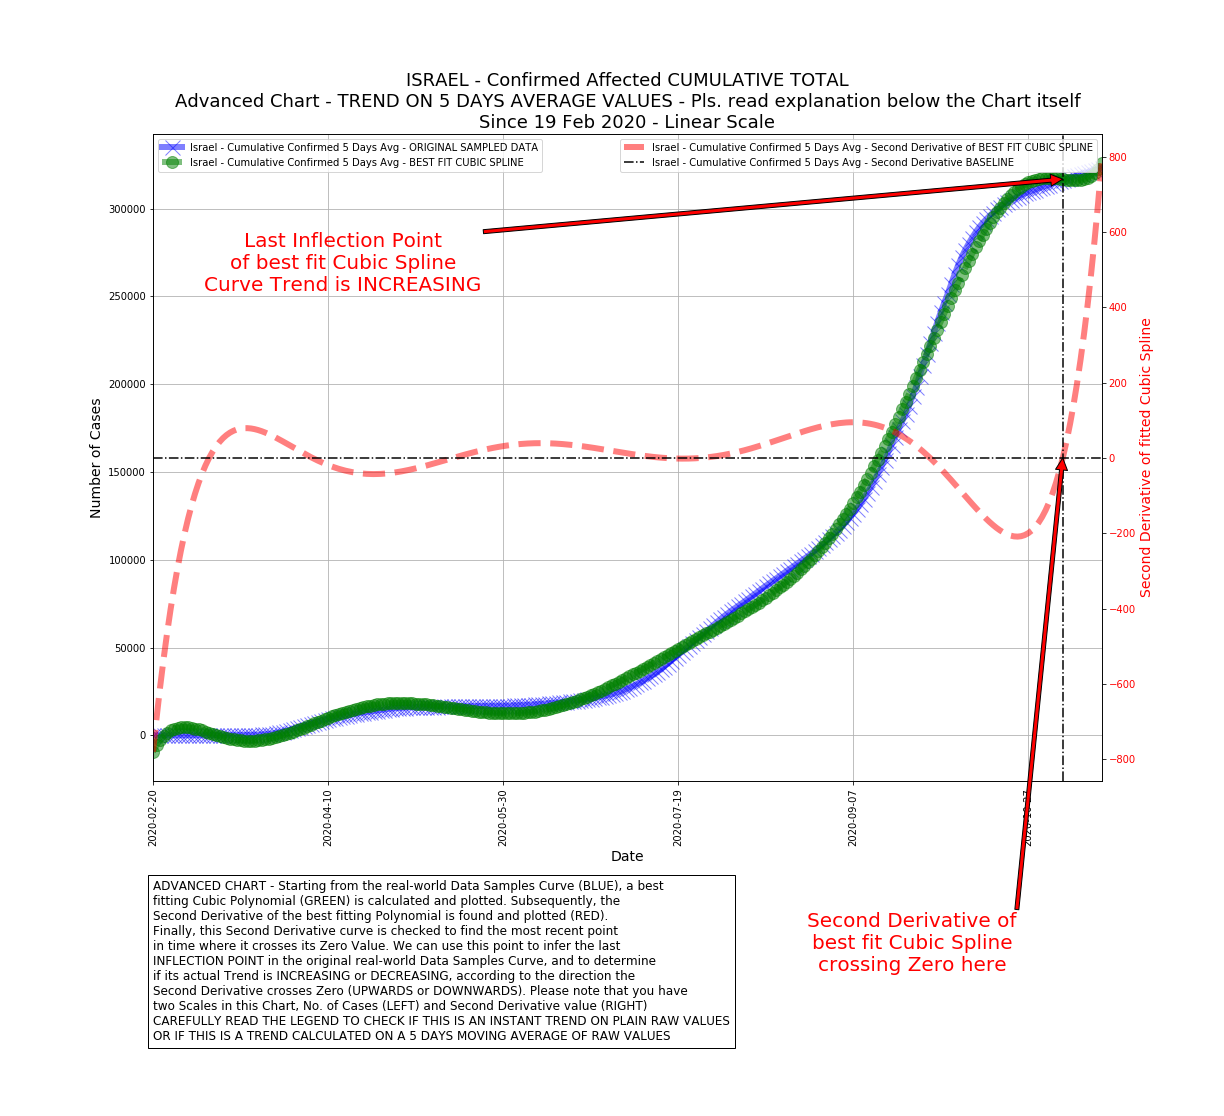 ISRAEL - Confirmed Affected CUMULATIVE TOTAL
Advanced Chart - TREND ON 5 DAYS AVERAGE VALUES - Pls. read explanation below the Chart itself
Since 19 Feb 2020 - Linear Scale
Israel - Cumulative Confirmed 5 Days Avg - ORIGINAL SAMPLED DATA
Israel - Cumulative Confirmed 5 Days Avg - BEST FIT CUBIC SPLINE
Israel - Cumulative Confirmed 5 Days Avg - Second Derivative of BEST FIT CUBIC SPLINE
Israel - Cumulative Confirmed 5 Days Avg - Second Derivative BASELINE
Last Inflection Point
of best fit Cubic Spline
Curve Trend is INCREASING
Number of Cases
300000
250000
200000
150000
100000
50000
0
800
600
400
200
0
−200
−400
−600
−800
Second Derivative of fitted Cubic Spline
2020-02-20
2020-04-10
2020-05-30
2020-07-19
2020-09-07
2020-10-27
Date
ADVANCED CHART - Starting from the real-world Data Samples Curve (BLUE), a best
fitting Cubic Polynomial (GREEN) is calculated and plotted. Subsequently, the
Second Derivative of the best fitting Polynomial is found and plotted (RED).
Finally, this Second Derivative curve is checked to find the most recent point
in time where it crosses its Zero Value. We can use this point to infer the last
INFLECTION POINT in the original real-world Data Samples Curve, and to determine
if its actual Trend is INCREASING or DECREASING, according to the direction the
Second Derivative crosses Zero (UPWARDS or DOWNWARDS). Please note that you have
two Scales in this Chart, No. of Cases (LEFT) and Second Derivative value (RIGHT)
CAREFULLY READ THE LEGEND TO CHECK IF THIS IS AN INSTANT TREND ON PLAIN RAW VALUES
OR IF THIS IS A TREND CALCULATED ON A 5 DAYS MOVING AVERAGE OF RAW VALUES
Second Derivative of
best fit Cubic Spline
crossing Zero here